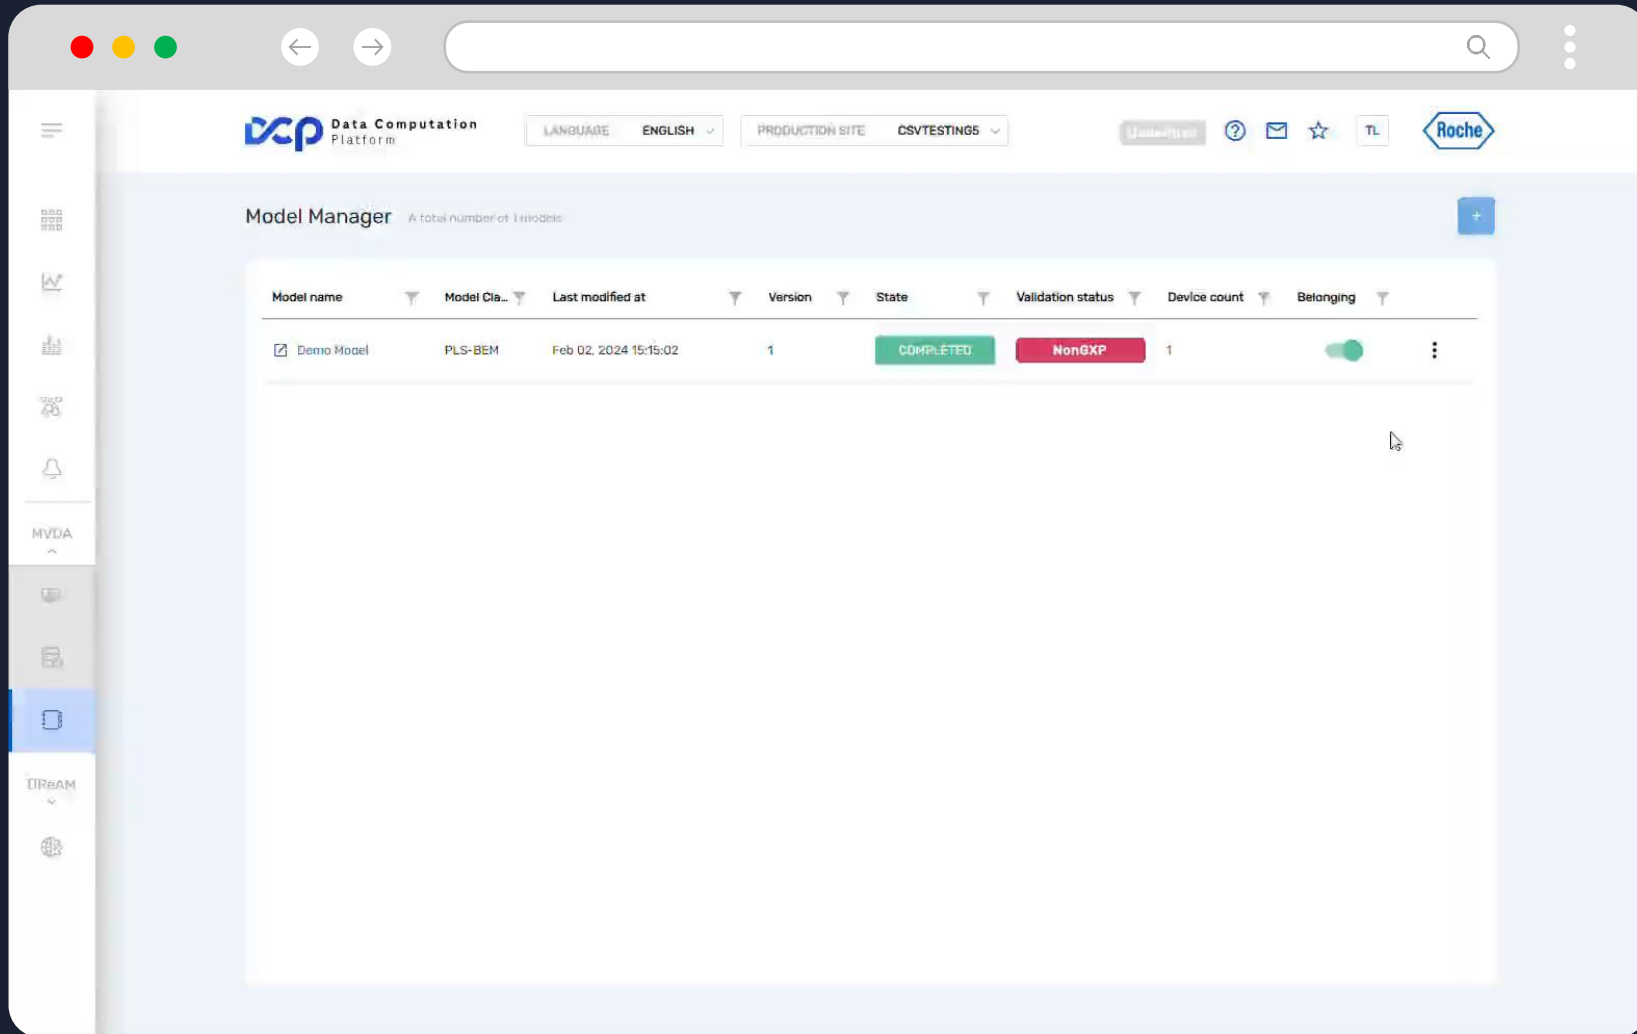 DCP Data Computation
Platform
LANGUAGE ENGLISH
PRODUCTION SITE CSVTESTING5
TL
Roche
Model Manager A total number of 1 models
+
Model name Model Cla... Last modified at Version State Validation status Device count Belonging
Demo Model PLS-BEM Feb 02, 2024 15:15:02 1 COMPLETED NonGXP 1
MVDA
DReAM